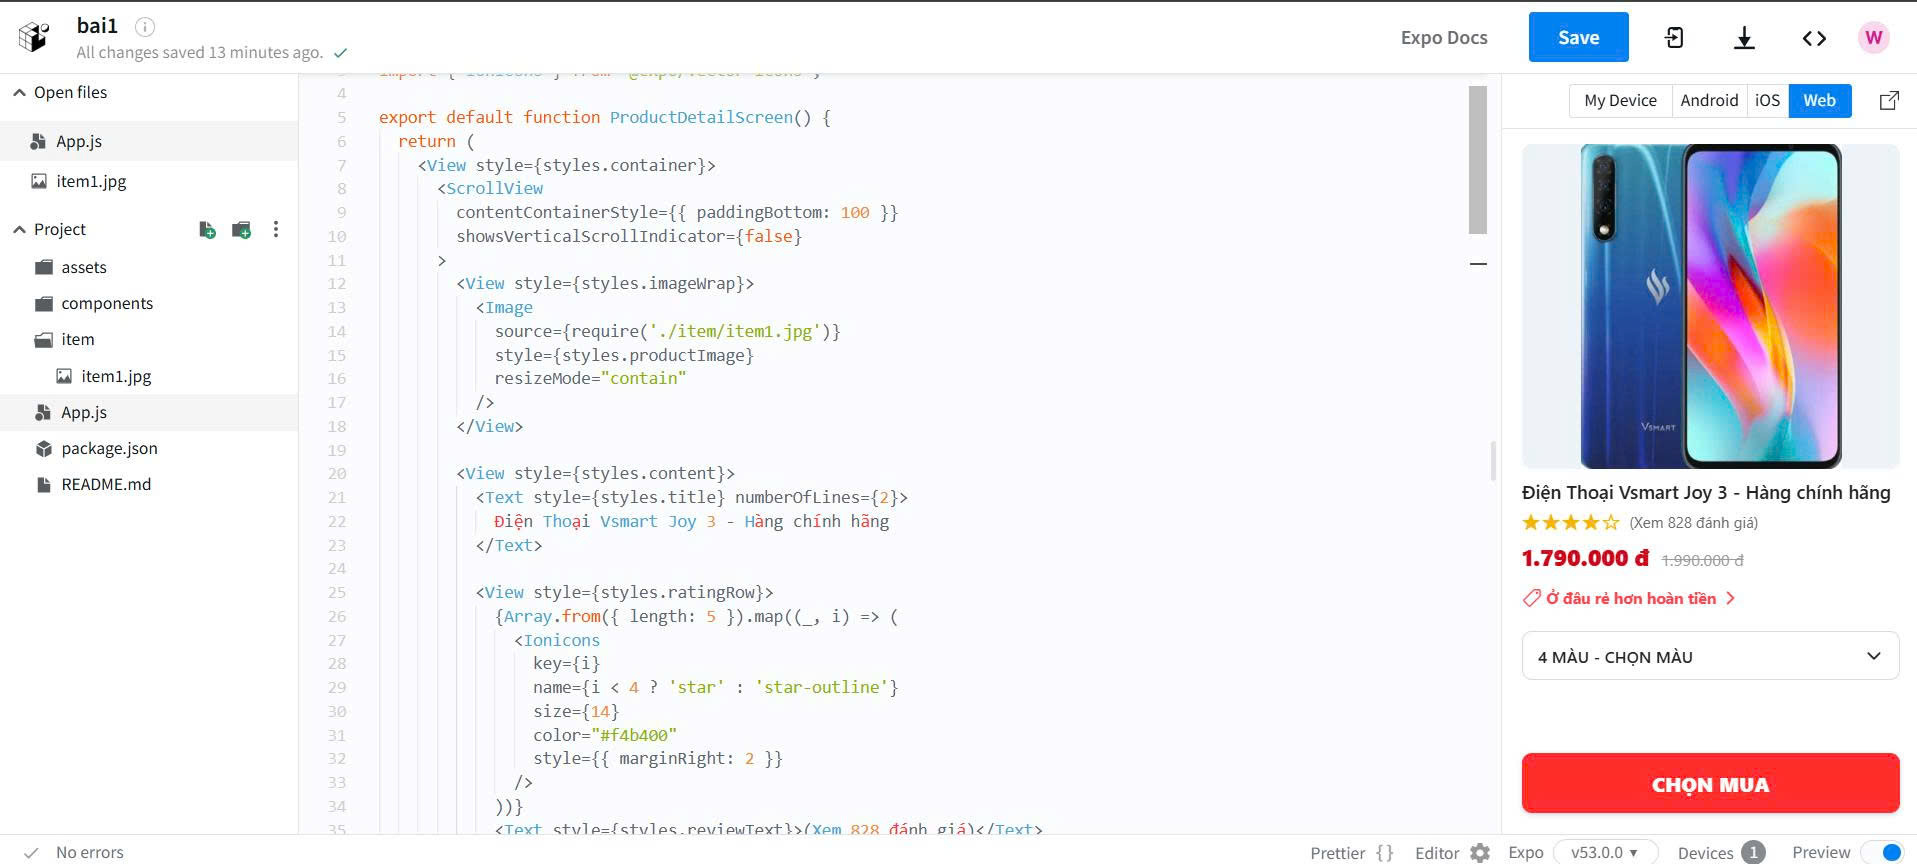 bai1
All changes saved 13 minutes ago.
Expo Docs
Save
W
Open files
App.js
item1.jpg
Project
assets
components
item
item1.jpg
App.js
package.json
README.md
4
5 export default function ProductDetailScreen() {
6 return (
7 <View style={styles.container}>
8 <ScrollView
9 contentContainerStyle={{ paddingBottom: 100 }}
10 showsVerticalScrollIndicator={false}
11 >
12 <View style={styles.imageWrap}>
13 <Image
14 source={require('./item/item1.jpg')}
15 style={styles.productImage}
16 resizeMode="contain"
17 />
18 </View>
19
20 <View style={styles.content}>
21 <Text style={styles.title} numberOfLines={2}>
22 Điện Thoại Vsmart Joy 3 - Hàng chính hãng
23 </Text>
24
25 <View style={styles.ratingRow}>
26 {Array.from({ length: 5 }).map((_, i) => (
27 <Ionicons
28 key={i}
29 name={i < 4 ? 'star' : 'star-outline'}
30 size={14}
31 color="#f4b400"
32 style={{ marginRight: 2 }}
33 />
34 ))}
35 <Text style={styles.reviewText}>(Xem 828 đánh giá)</Text>
My Device
Android
iOS
Web
VSMART
Điện Thoại Vsmart Joy 3 - Hàng chính hãng
(Xem 828 đánh giá)
1.790.000 đ 1.990.000 đ
Ở đâu rẻ hơn hoàn tiền
4 MÀU - CHỌN MÀU
CHỌN MUA
No errors
Prettier {}
Editor
Expo
v53.0.0
Devices 1
Preview